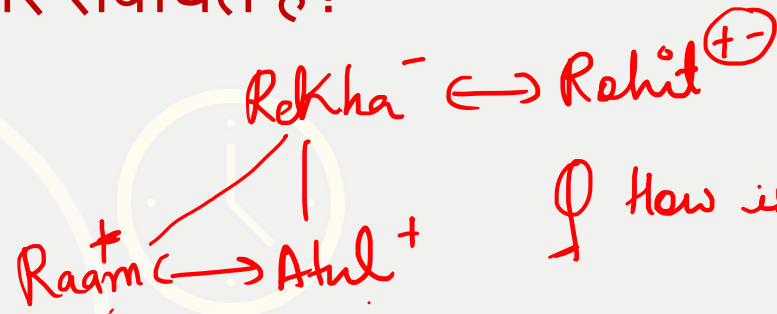 Rekha⁻ ↔ Rohit +-
Q How
Raam+ ↔ Atul+